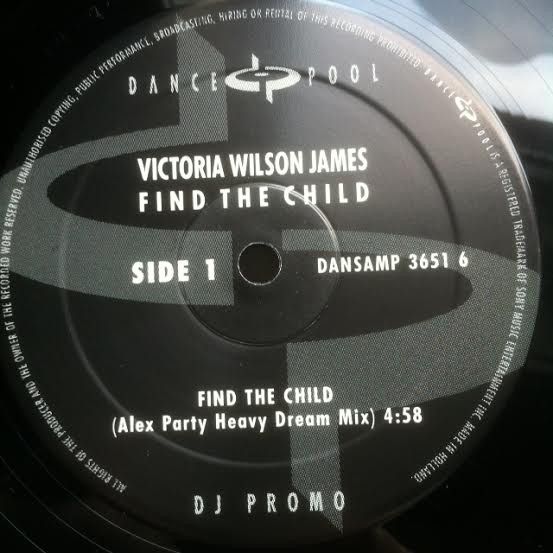 ALL RIGHTS OF THE PRODUCER AND THE OWNER OF THE RECORDED WORK RESERVED. UNAUTHORISED COPYING, PUBLIC PERFORMANCE, BROADCASTING, HIRING OR RENTAL OF THIS RECORDING PROHIBITED. DANCE POOL IS A REGISTERED TRADEMARK OF SONY MUSIC ENTERTAINMENT INC. MADE IN HOLLAND.
DANCE dp POOL
VICTORIA WILSON JAMES
FIND THE CHILD
SIDE 1 DANSAMP 3651 6
FIND THE CHILD
(Alex Party Heavy Dream Mix) 4:58
DJ PROMO